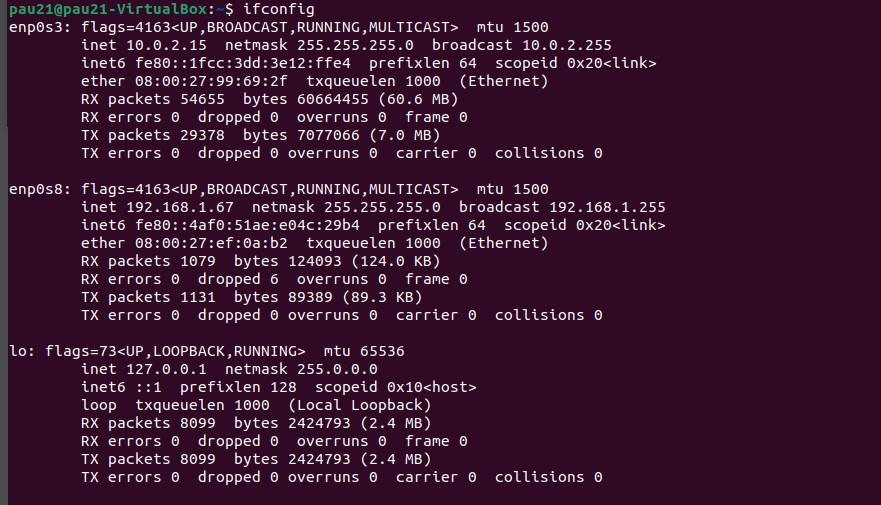 pau21@pau21-VirtualBox:~$ ifconfig
enp0s3: flags=4163<UP,BROADCAST,RUNNING,MULTICAST>  mtu 1500
        inet 10.0.2.15  netmask 255.255.255.0  broadcast 10.0.2.255
        inet6 fe80::1fcc:3dd:3e12:ffe4  prefixlen 64  scopeid 0x20<link>
        ether 08:00:27:99:69:2f  txqueuelen 1000  (Ethernet)
        RX packets 54655  bytes 60664455 (60.6 MB)
        RX errors 0  dropped 0  overruns 0  frame 0
        TX packets 29378  bytes 7077066 (7.0 MB)
        TX errors 0  dropped 0 overruns 0  carrier 0  collisions 0

enp0s8: flags=4163<UP,BROADCAST,RUNNING,MULTICAST>  mtu 1500
        inet 192.168.1.67  netmask 255.255.255.0  broadcast 192.168.1.255
        inet6 fe80::4af0:51ae:e04c:29b4  prefixlen 64  scopeid 0x20<link>
        ether 08:00:27:ef:0a:b2  txqueuelen 1000  (Ethernet)
        RX packets 1079  bytes 124093 (124.0 KB)
        RX errors 0  dropped 6  overruns 0  frame 0
        TX packets 1131  bytes 89389 (89.3 KB)
        TX errors 0  dropped 0 overruns 0  carrier 0  collisions 0

lo: flags=73<UP,LOOPBACK,RUNNING>  mtu 65536
        inet 127.0.0.1  netmask 255.0.0.0
        inet6 ::1  prefixlen 128  scopeid 0x10<host>
        loop  txqueuelen 1000  (Local Loopback)
        RX packets 8099  bytes 2424793 (2.4 MB)
        RX errors 0  dropped 0  overruns 0  frame 0
        TX packets 8099  bytes 2424793 (2.4 MB)
        TX errors 0  dropped 0 overruns 0  carrier 0  collisions 0